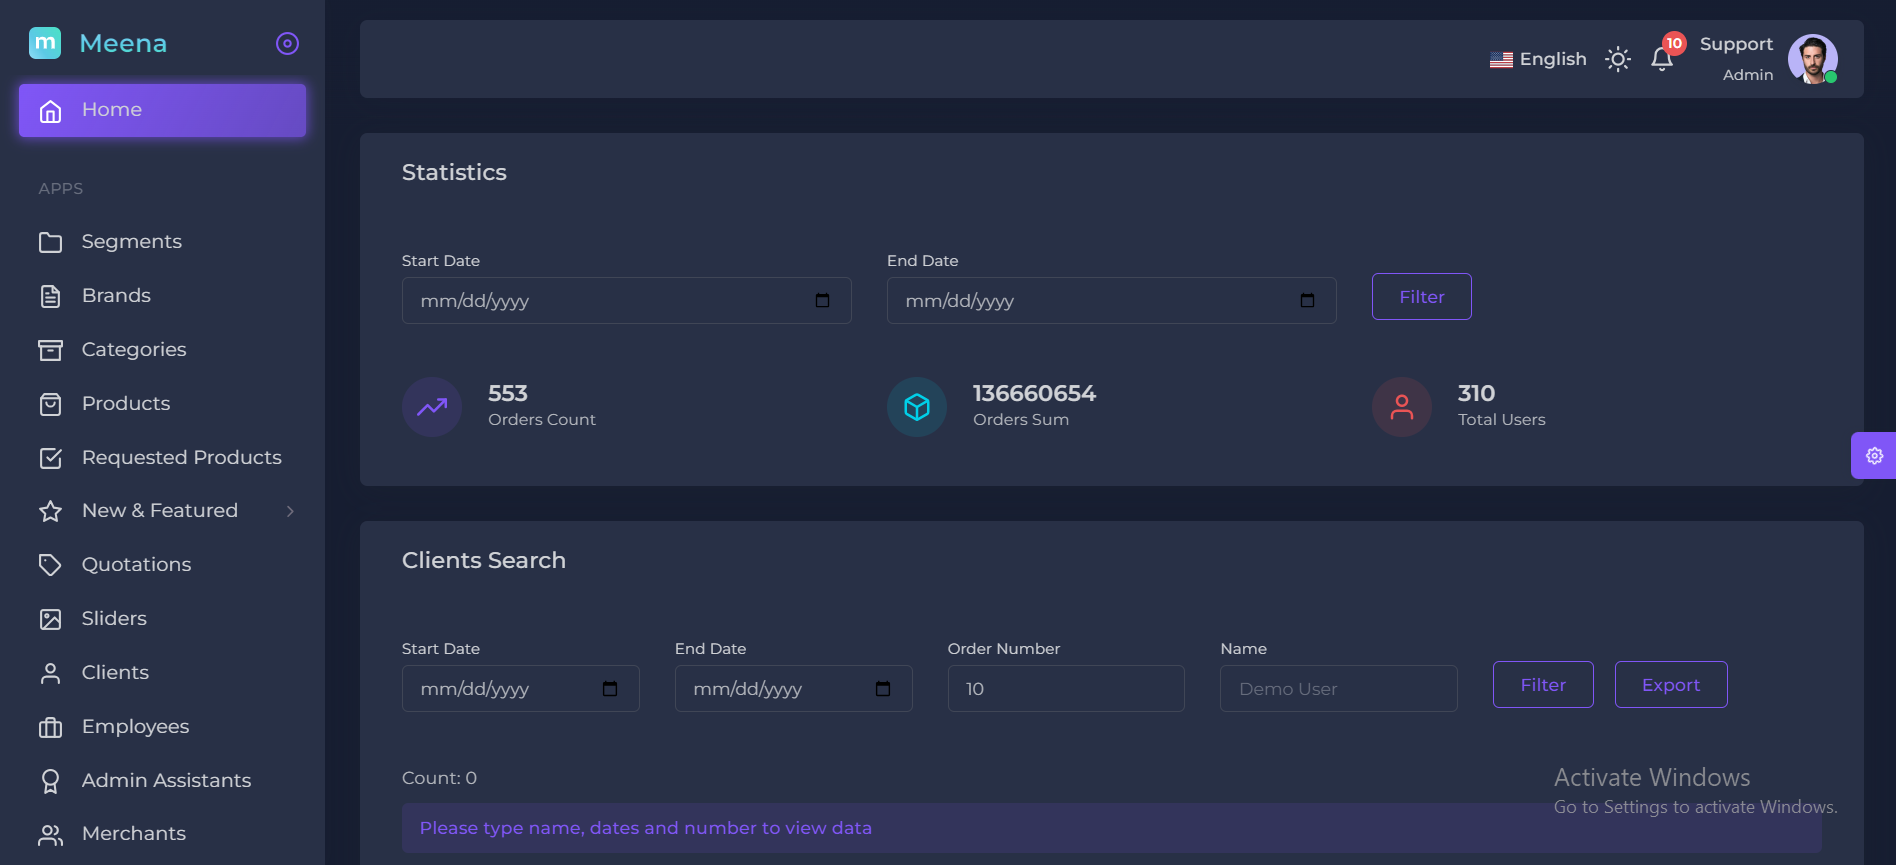 m Meena
Home
APPS
Segments
Brands
Categories
Products
Requested Products
New & Featured
Quotations
Sliders
Clients
Employees
Admin Assistants
Merchants
English
10
Support
Admin
Statistics
Start Date
mm/dd/yyyy
End Date
mm/dd/yyyy
Filter
553
Orders Count
136660654
Orders Sum
310
Total Users
Clients Search
Start Date
mm/dd/yyyy
End Date
mm/dd/yyyy
Order Number
10
Name
Demo User
Filter
Export
Count: 0
Please type name, dates and number to view data
Activate Windows
Go to Settings to activate Windows.